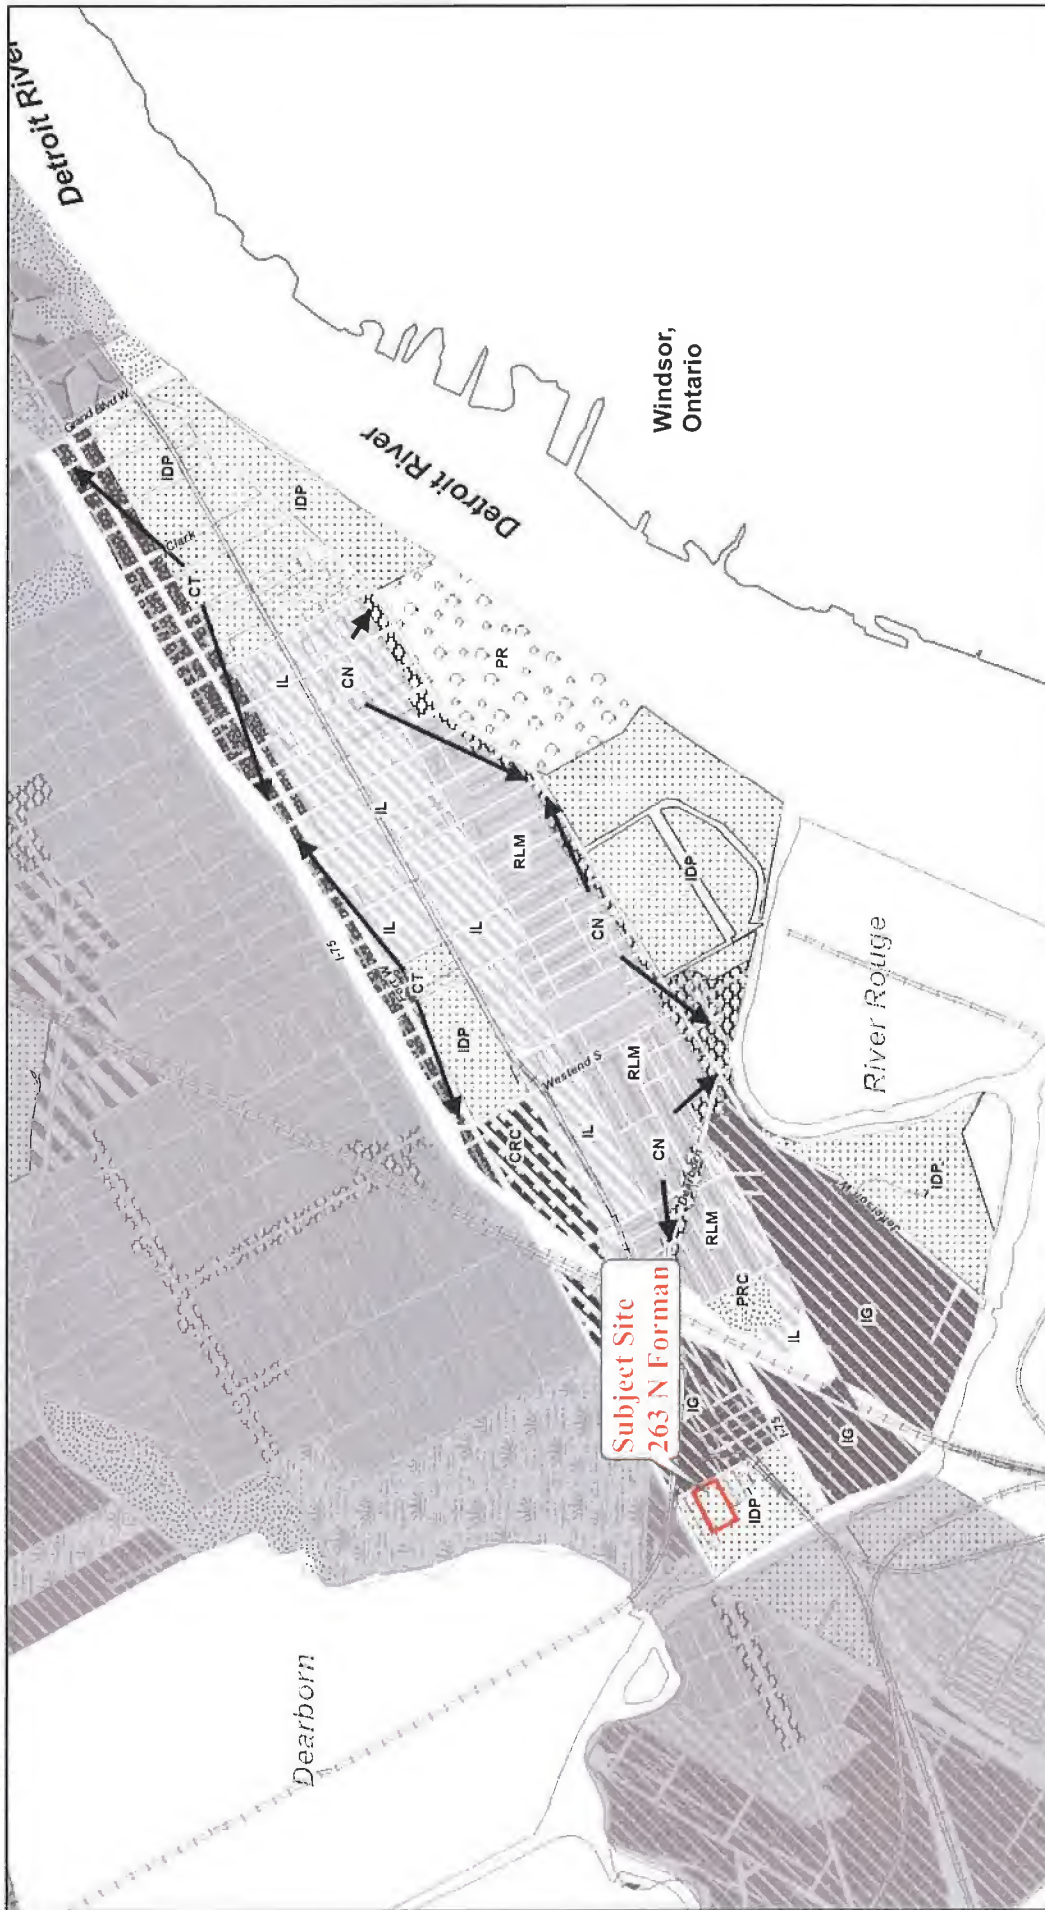 Detroit River
Grand Blvd W
IDP
IDP
Clark
CT
Detroit River
Windsor,
Ontario
IL
CN
PR
IL
RLM
I-75
IL
IL
CT
CN
IDP
IDP
Westend S
RLM
River Rouge
CRC
IL
CN
Dearborn
RLM
IDP
Jefferson W
Subject Site
263 N Forman
PRC
IL
IG
IG
I-75
IG
IDP
Dearborn